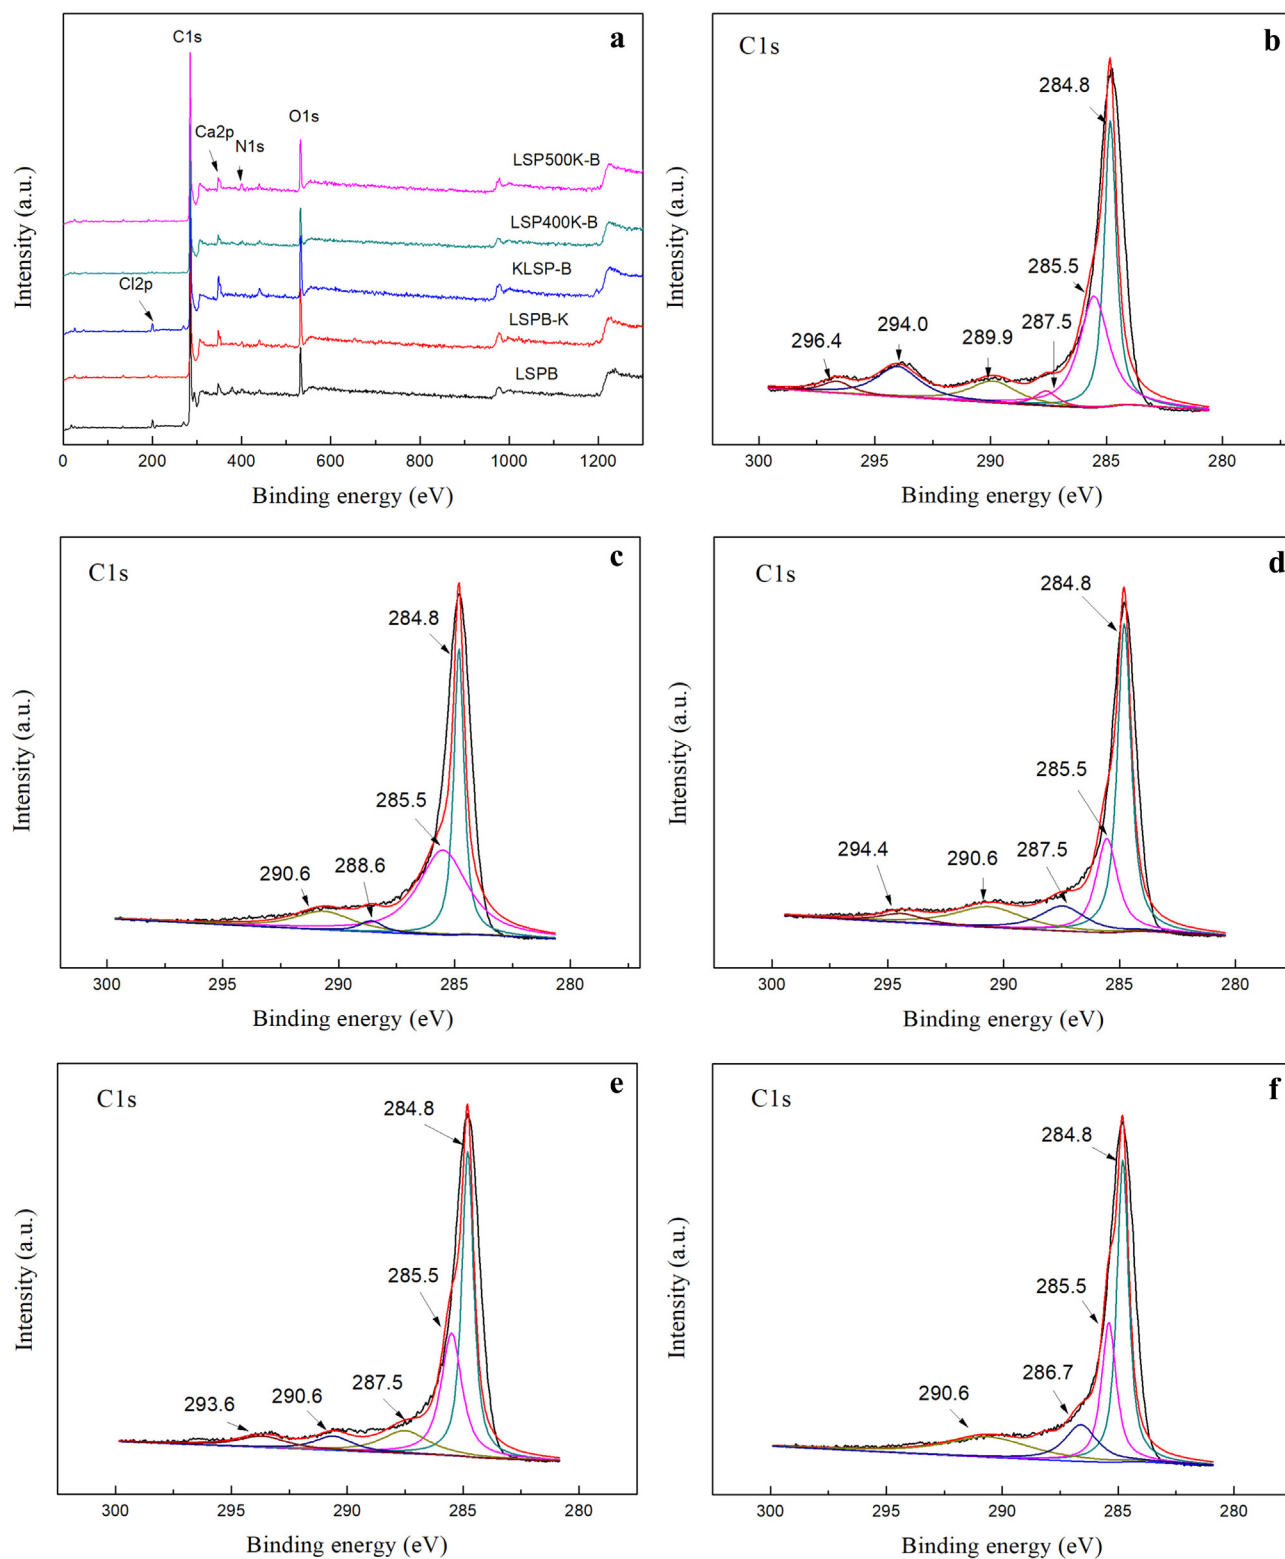 a
C1s
Ca2p
N1s
O1s
Cl2p
LSP500K-B
LSP400K-B
KLSP-B
LSPB-K
LSPB
Intensity (a.u.)
0 200 400 600 800 1000 1200
Binding energy (eV)
b
C1s
284.8
285.5
287.5
289.9
294.0
296.4
Intensity (a.u.)
300 295 290 285 280
Binding energy (eV)
c
C1s
284.8
285.5
288.6
290.6
Intensity (a.u.)
300 295 290 285 280
Binding energy (eV)
d
C1s
284.8
285.5
287.5
290.6
294.4
Intensity (a.u.)
300 295 290 285 280
Binding energy (eV)
e
C1s
284.8
285.5
287.5
290.6
293.6
Intensity (a.u.)
300 295 290 285 280
Binding energy (eV)
f
C1s
284.8
285.5
286.7
290.6
Intensity (a.u.)
300 295 290 285 280
Binding energy (eV)